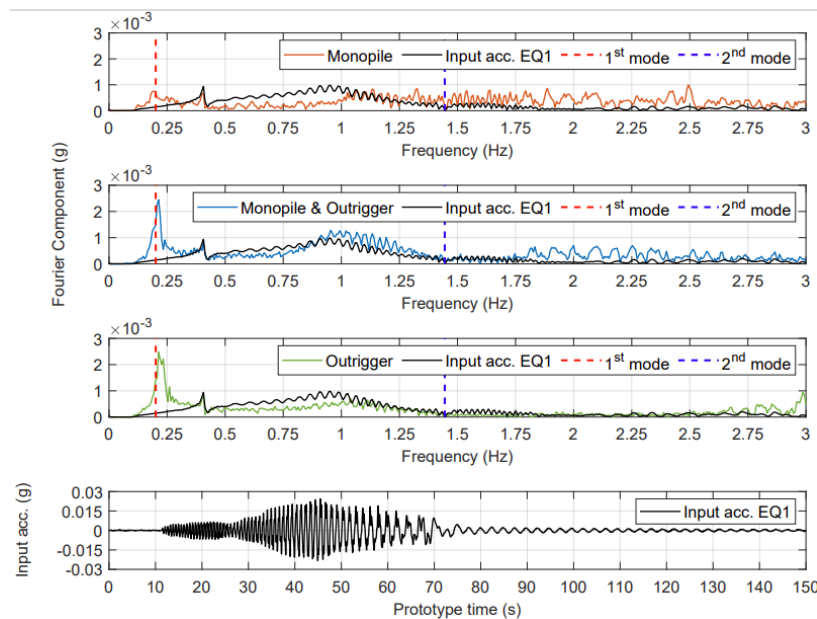 ×10⁻³
3
2
1
0
Monopile Input acc. EQ1 1st mode 2nd mode
0 0.25 0.5 0.75 1 1.25 1.5 1.75 2 2.25 2.5 2.75 3
Frequency (Hz)
Fourier Component (g)
×10⁻³
3
2
1
0
Monopile & Outrigger Input acc. EQ1 1st mode 2nd mode
0 0.25 0.5 0.75 1 1.25 1.5 1.75 2 2.25 2.5 2.75 3
Frequency (Hz)
×10⁻³
3
2
1
0
Outrigger Input acc. EQ1 1st mode 2nd mode
0 0.25 0.5 0.75 1 1.25 1.5 1.75 2 2.25 2.5 2.75 3
Frequency (Hz)
Input acc. (g)
0.03
0.015
0
-0.015
-0.03
Input acc. EQ1
0 10 20 30 40 50 60 70 80 90 100 110 120 130 140 150
Prototype time (s)